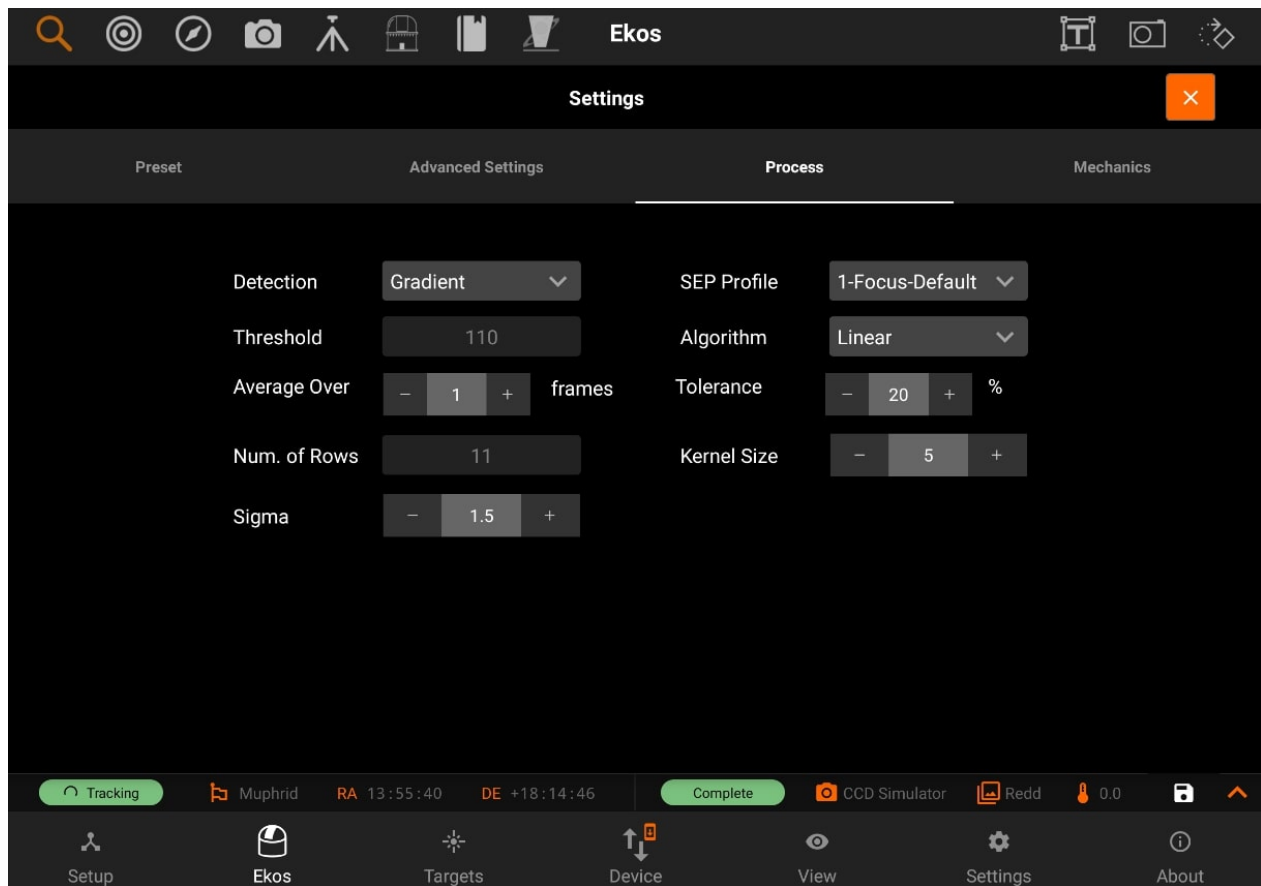 Ekos
Settings
Preset Advanced Settings Process Mechanics
Detection Gradient SEP Profile 1-Focus-Default
Threshold 110 Algorithm Linear
Average Over − 1 + frames Tolerance − 20 + %
Num. of Rows 11 Kernel Size − 5 +
Sigma − 1.5 +
Tracking Muphrid RA 13:55:40 DE +18:14:46 Complete CCD Simulator Redd 0.0
Setup Ekos Targets Device View Settings About